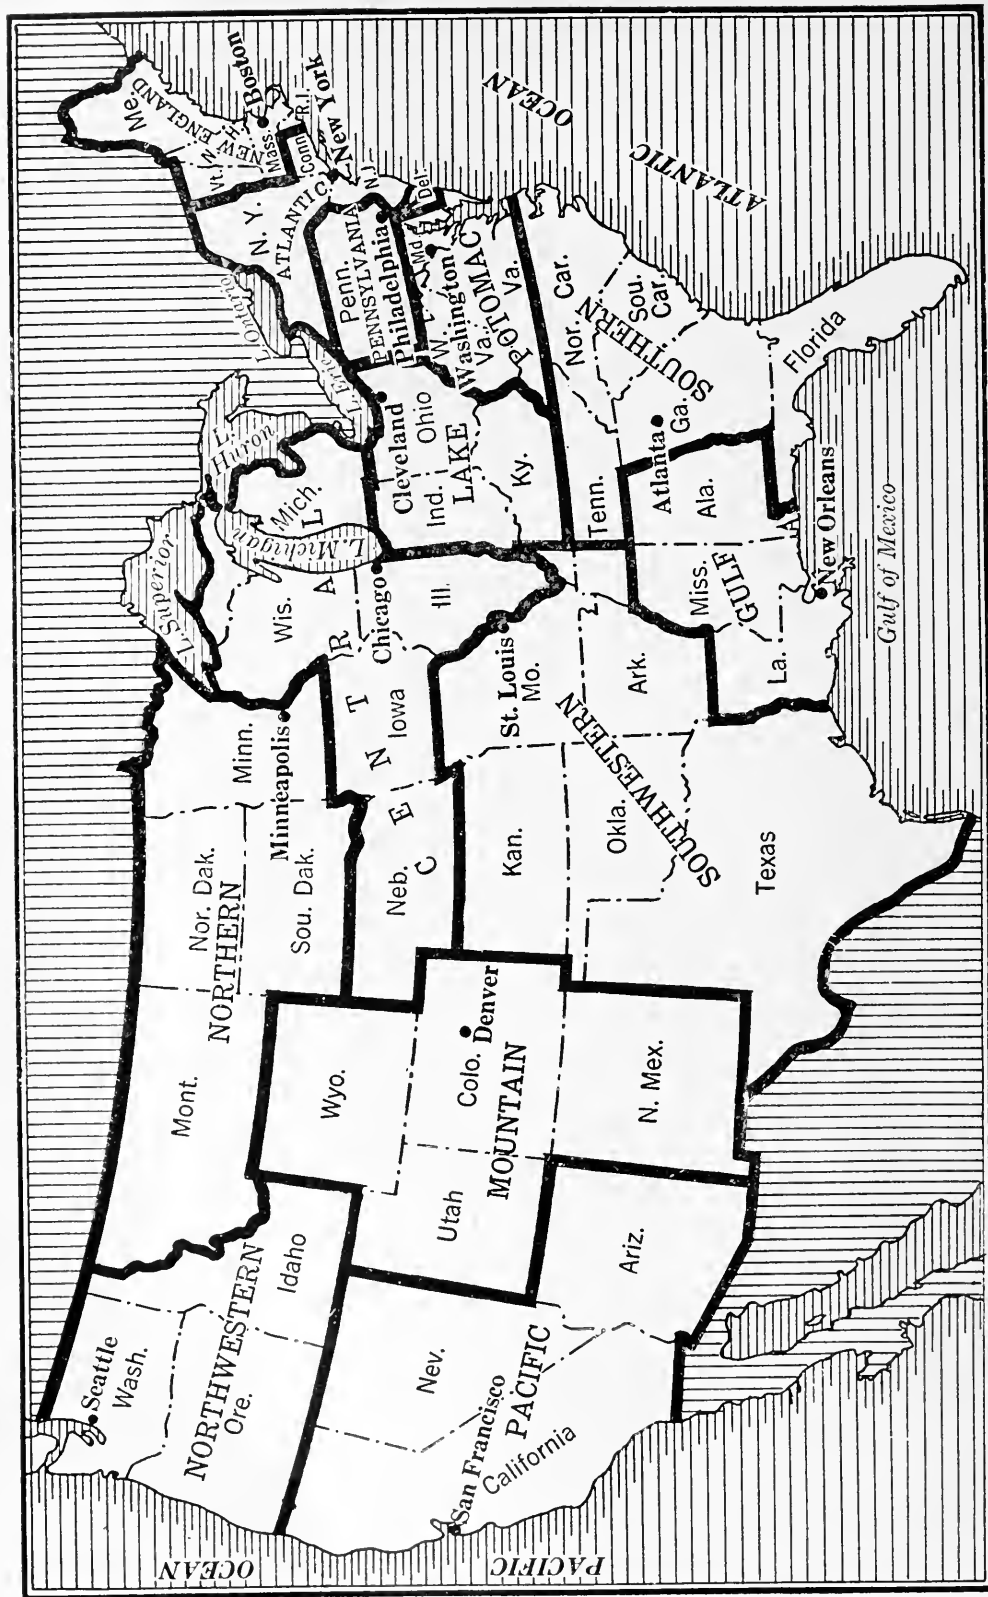 Seattle
Wash.
NORTHWESTERN
Ore.
Idaho
Mont.
NORTHERN
Nor. Dak.
Sou. Dak.
Minn.
Minneapolis
Wyo.
MOUNTAIN
Utah
Colo.
Denver
N. Mex.
PACIFIC
Nev.
San Francisco
California
Ariz.
CENTRAL
Neb.
Iowa
Wis.
Ill.
Chicago
Mich.
SOUTHWESTERN
Kan.
Mo.
St. Louis
Okla.
Ark.
Texas
LAKE
Cleveland
Ohio
Ind.
Ky.
GULF
Miss.
Ala.
La.
New Orleans
SOUTHERN
Tenn.
Nor. Car.
Sou. Car.
Ga.
Atlanta
Florida
POTOMAC
Washington
W. Va.
Va.
Md.
Del.
PENNSYLVANIA
Penn.
Philadelphia
ATLANTIC
N. Y.
N.J.
New York
NEW ENGLAND
Me.
Vt.
N. H.
Mass.
Conn.
R.I.
Boston
L. Superior
L. Michigan
L. Huron
L. Erie
L. Ontario
PACIFIC
OCEAN
ATLANTIC
OCEAN
Gulf of Mexico